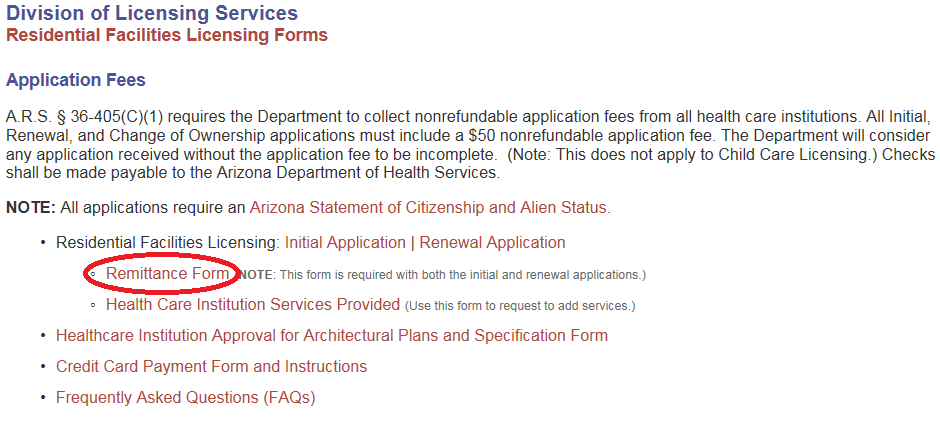 Division of Licensing Services
Residential Facilities Licensing Forms
Application Fees
A.R.S. § 36-405(C)(1) requires the Department to collect nonrefundable application fees from all health care institutions. All Initial,
Renewal, and Change of Ownership applications must include a $50 nonrefundable application fee. The Department will consider
any application received without the application fee to be incomplete.  (Note: This does not apply to Child Care Licensing.) Checks
shall be made payable to the Arizona Department of Health Services.
NOTE: All applications require an Arizona Statement of Citizenship and Alien Status.
• Residential Facilities Licensing: Initial Application | Renewal Application
◦ Remittance Form (NOTE: This form is required with both the initial and renewal applications.)
◦ Health Care Institution Services Provided (Use this form to request to add services.)
• Healthcare Institution Approval for Architectural Plans and Specification Form
• Credit Card Payment Form and Instructions
• Frequently Asked Questions (FAQs)